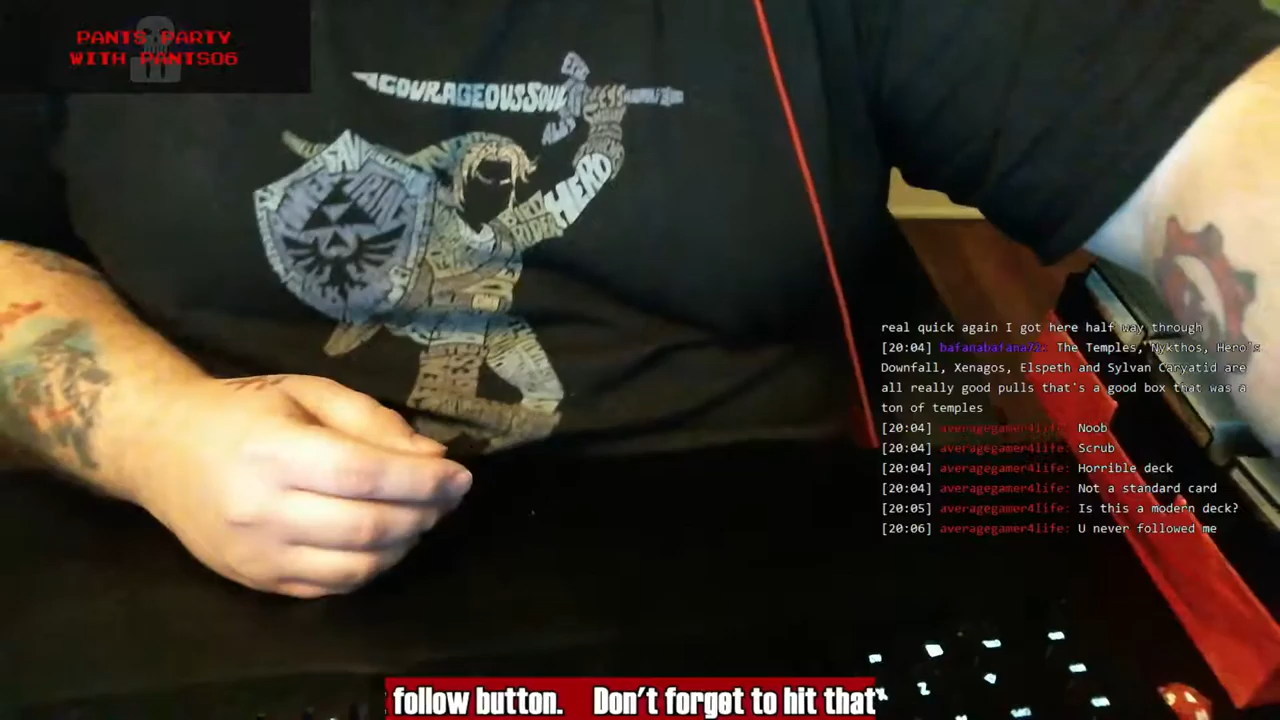 PANTS PARTY
WITH PANTS06
COURAGEOUS SOUL
HERO
real quick again I got here half way through
[20:04] bafanabafana72: The Temples, Nykthos, Hero's
Downfall, Xenagos, Elspeth and Sylvan Caryatid are
all really good pulls that's a good box that was a
ton of temples
[20:04] averagegamer4life: Noob
[20:04] averagegamer4life: Scrub
[20:04] averagegamer4life: Horrible deck
[20:04] averagegamer4life: Not a standard card
[20:05] averagegamer4life: Is this a modern deck?
[20:06] averagegamer4life: U never followed me
follow button. Don't forget to hit that